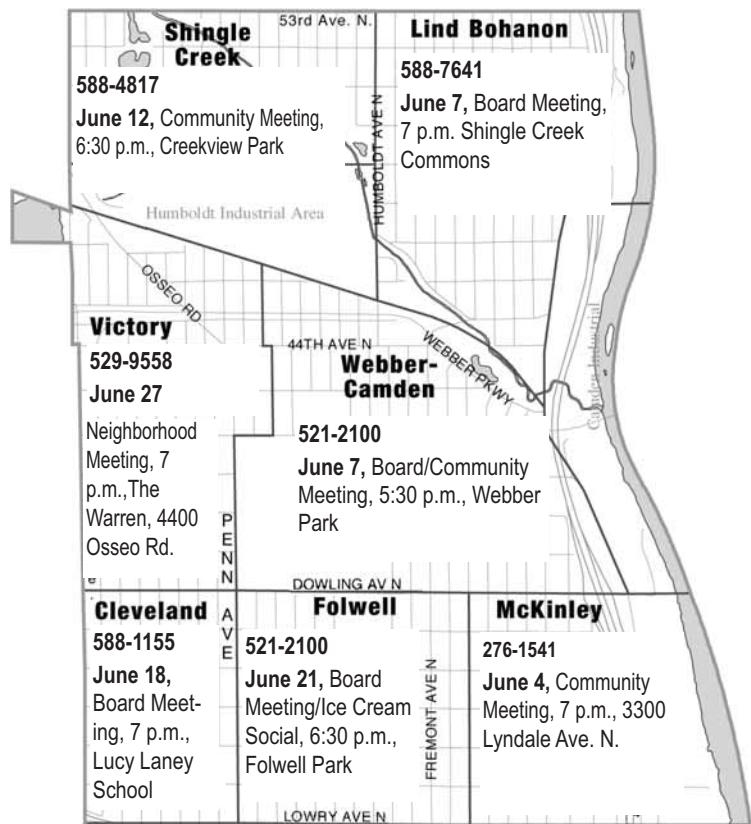 53rd Ave. N.
Shingle
Creek
588-4817
June 12, Community Meeting,
6:30 p.m., Creekview Park
Lind Bohanon
588-7641
June 7, Board Meeting,
7 p.m. Shingle Creek
Commons
HUMBOLDT AVE N
Humboldt Industrial Area
OSSEO RD
Victory
529-9558
June 27
Neighborhood
Meeting, 7
p.m.,The
Warren, 4400
Osseo Rd.
44TH AVE N
Webber-
Camden
WEBBER PKWY
Camden Industrial
521-2100
June 7, Board/Community
Meeting, 5:30 p.m., Webber
Park
PENN AVE
DOWLING AV N
Cleveland
588-1155
June 18,
Board Meet-
ing, 7 p.m.,
Lucy Laney
School
Folwell
521-2100
June 21, Board
Meeting/Ice Cream
Social, 6:30 p.m.,
Folwell Park
FREMONT AVE N
McKinley
276-1541
June 4, Community
Meeting, 7 p.m., 3300
Lyndale Ave. N.
LOWRY AVE N